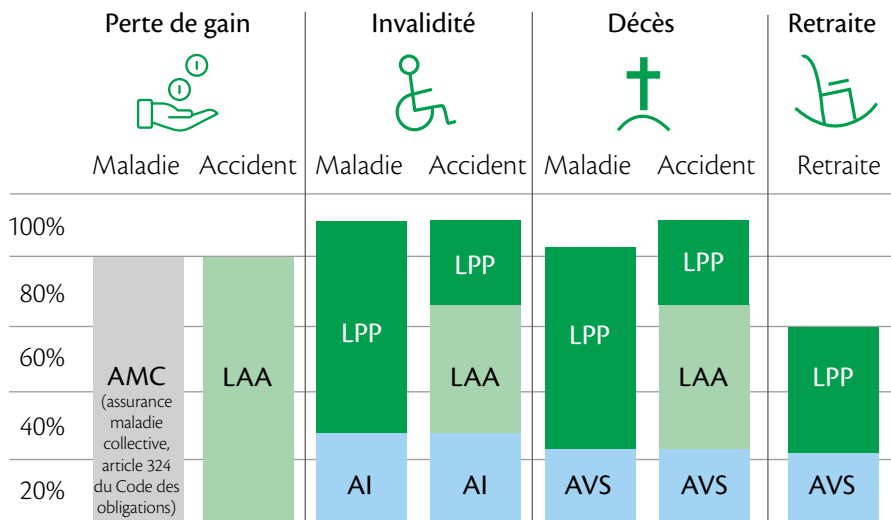 Perte de gain
Invalidité
Décès
Retraite
Maladie
Accident
Maladie
Accident
Maladie
Accident
Retraite
100%
80%
60%
40%
20%
AMC
(assurance
maladie
collective,
article 324
du Code des
obligations)
LAA
LPP
AI
LPP
LAA
AI
LPP
AVS
LPP
LAA
AVS
LPP
AVS